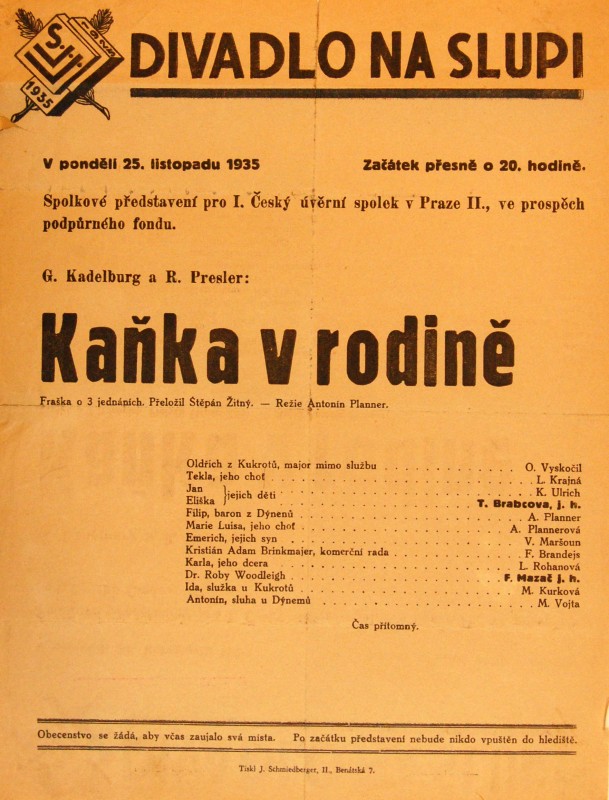 S.V.H.
1935
DIVADLO NA SLUPI
V pondělí 25. listopadu 1935 Začátek přesně o 20. hodině.
Spolkové představení pro I. Český úvěrní spolek v Praze II., ve prospěch
podpůrného fondu.
G. Kadelburg a R. Presler:
Kaňka v rodině
Fraška o 3 jednáních. Přeložil Štěpán Žitný. — Režie Antonín Planner.
Oldřich z Kukrotů, major mimo službu . . . . . . . . . . . . . O. Vyskočil
Tekla, jeho choť . . . . . . . . . . . . . . . . . . . . . . . L. Krajná
Jan } jejich děti . . . . . . . . . . . . . . . . . . . . . . K. Ulrich
Eliška . . . . . . . . . . . . . . . . . . . . . . T. Brabcova, j. h.
Filip, baron z Dýnenů . . . . . . . . . . . . . . . . . . . . A. Planner
Marie Luisa, jeho choť . . . . . . . . . . . . . . . . . . . A. Plannerová
Emerich, jejich syn . . . . . . . . . . . . . . . . . . . . . V. Maršoun
Kristián Adam Brinkmajer, komerční rada . . . . . . . . . . . F. Brandejs
Karla, jeho dcera . . . . . . . . . . . . . . . . . . . . . . L. Rohanová
Dr. Roby Woodleigh . . . . . . . . . . . . . . . . . . . . . F. Mazač j. h.
Ida, služka u Kukrotů . . . . . . . . . . . . . . . . . . . . M. Kurková
Antonín, sluha u Dýnemů . . . . . . . . . . . . . . . . . . . M. Vojta
Čas přítomný.
Obecenstvo se žádá, aby včas zaujalo svá místa. Po začátku představení nebude nikdo vpuštěn do hlediště.
Tiskl J. Schmiedberger, II., Benátská 7.